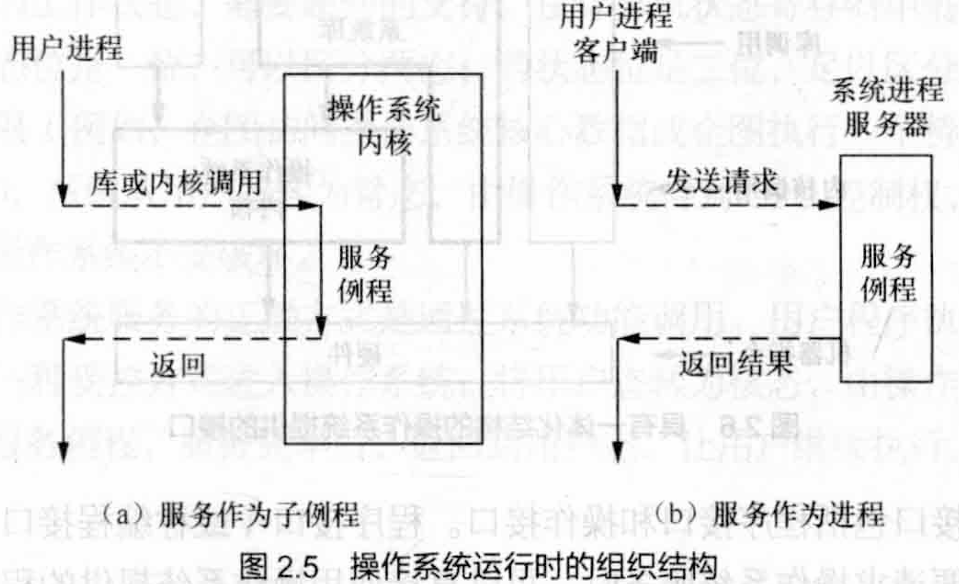 用户进程
操作系统
内核
库或内核调用
服务
例程
返回
(a) 服务作为子例程
用户进程
客户端
系统进程
服务器
发送请求
服务
例程
返回结果
(b) 服务作为进程
图 2.5 操作系统运行时的组织结构